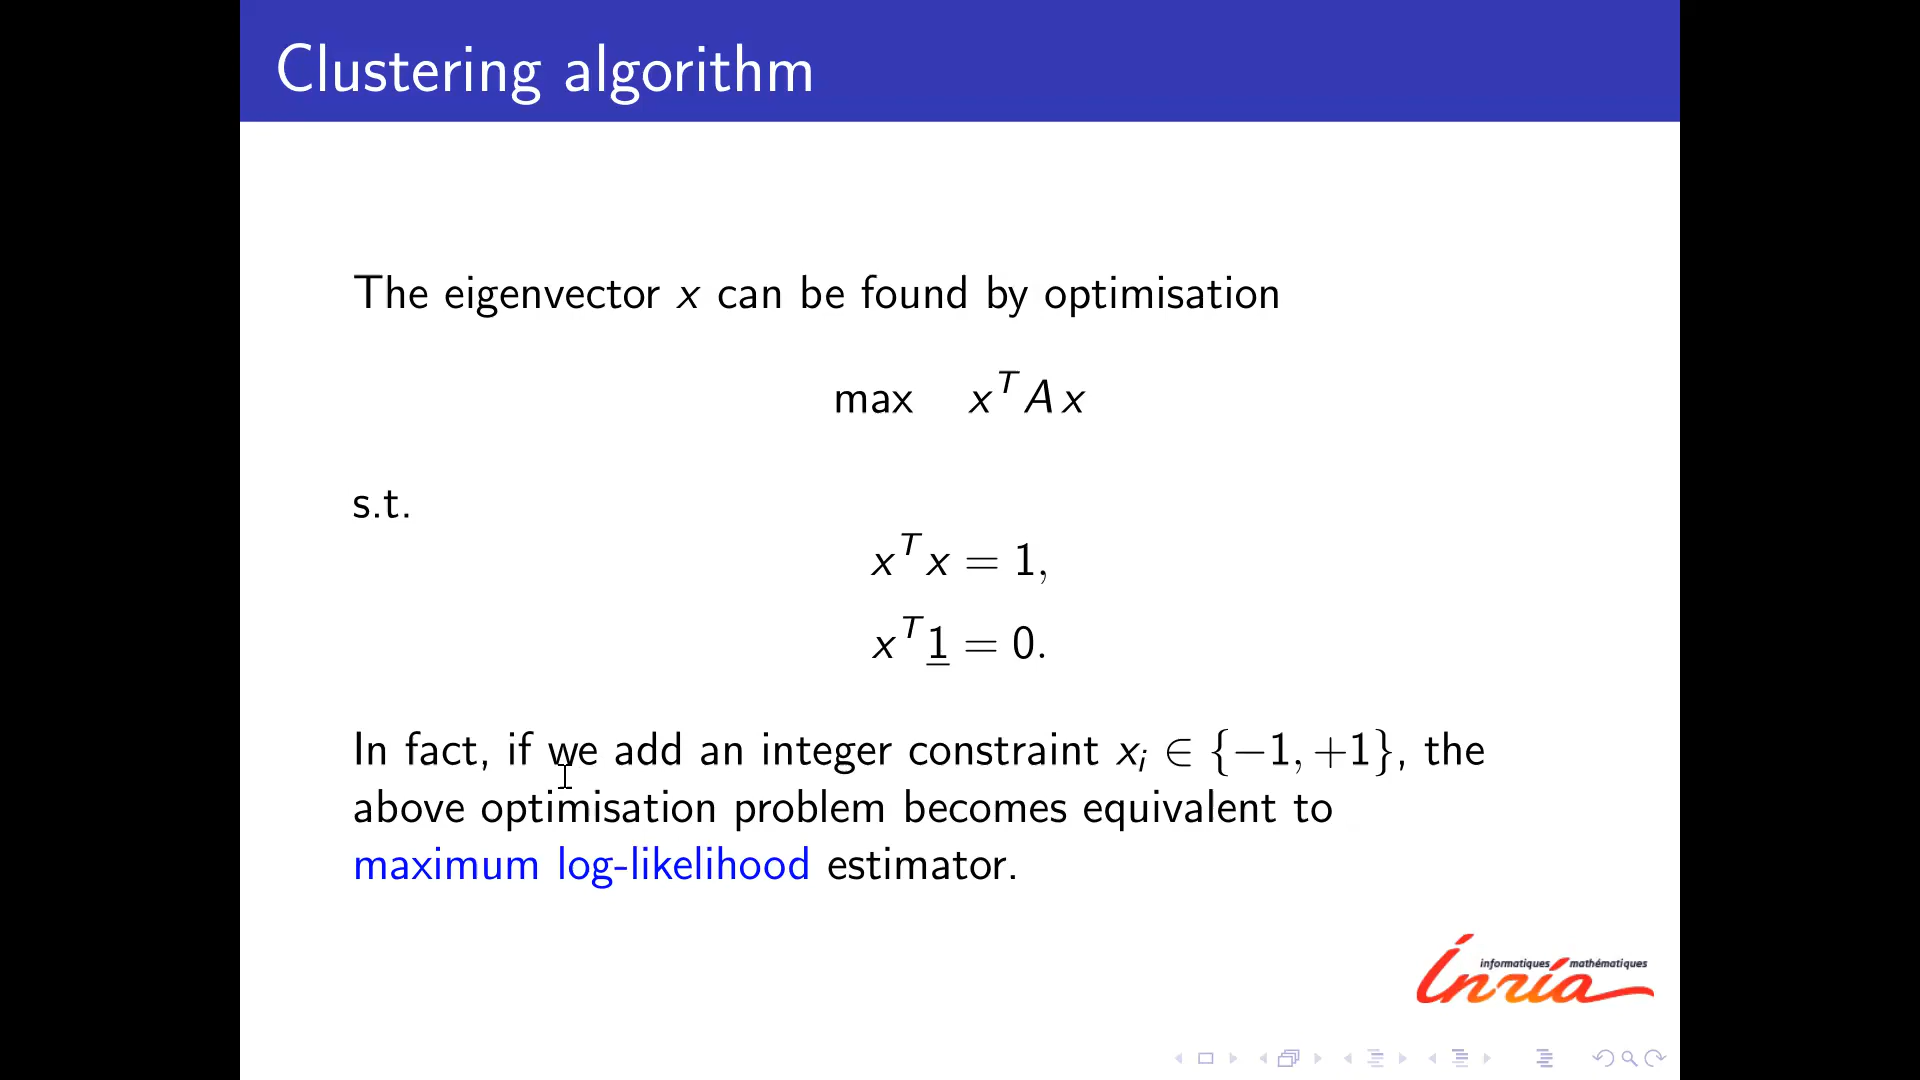 Clustering algorithm
The eigenvector x can be found by optimisation
max x^T A x
s.t.
x^T x = 1,
x^T 1 = 0.
In fact, if we add an integer constraint x_i ∈ {−1, +1}, the
above optimisation problem becomes equivalent to
maximum log-likelihood estimator.
informatiques mathématiques
Inria